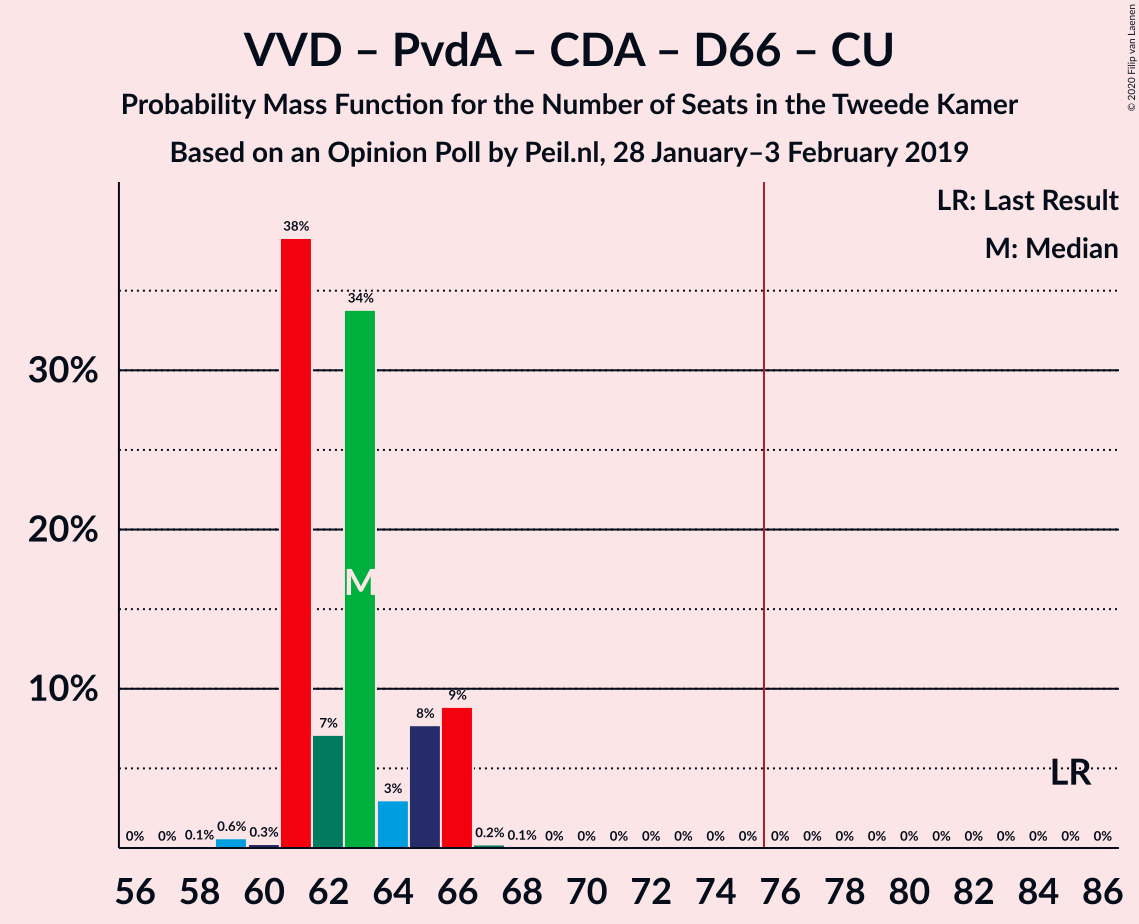 VVD – PvdA – CDA – D66 – CU
Probability Mass Function for the Number of Seats in the Tweede Kamer
Based on an Opinion Poll by Peil.nl, 28 January–3 February 2019
© 2020 Filip van Laenen
LR: Last Result
M: Median
38%
34%
30%
20%
M
10%
9%
8%
7%
3%
LR
0% 0% 0.1% 0.6% 0.3% 0.2% 0.1% 0% 0% 0% 0% 0% 0% 0% 0% 0% 0% 0% 0% 0% 0% 0% 0% 0% 0%
56 58 60 62 64 66 68 70 72 74 76 78 80 82 84 86